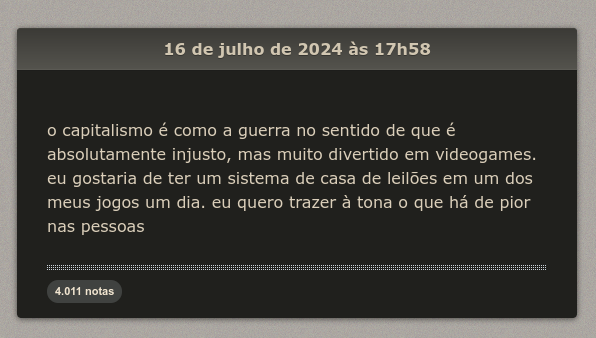 16 de julho de 2024 às 17h58
o capitalismo é como a guerra no sentido de que é
absolutamente injusto, mas muito divertido em videogames.
eu gostaria de ter um sistema de casa de leilões em um dos
meus jogos um dia. eu quero trazer à tona o que há de pior
nas pessoas
4.011 notas